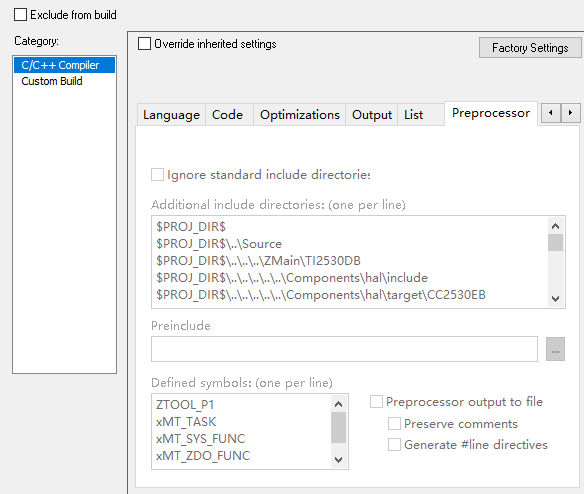 Exclude from build
Category:
C/C++ Compiler
Custom Build
Override inherited settings
Factory Settings
Language Code Optimizations Output List Preprocessor
Ignore standard include directories
Additional include directories: (one per line)
$PROJ_DIR$
$PROJ_DIR$\..\Source
$PROJ_DIR$\..\..\..\ZMain\TI2530DB
$PROJ_DIR$\..\..\..\..\..\Components\hal\include
$PROJ_DIR$\..\..\..\..\..\Components\hal\target\CC2530EB
Preinclude
...
Defined symbols: (one per line)
ZTOOL_P1
xMT_TASK
xMT_SYS_FUNC
xMT_ZDO_FUNC
Preprocessor output to file
Preserve comments
Generate #line directives